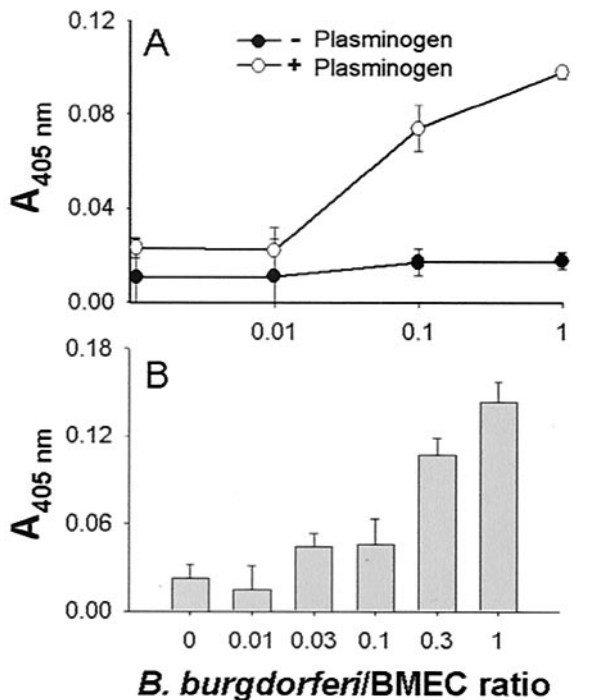 A
- Plasminogen
+ Plasminogen
0.12
0.08
0.04
0.00
A405 nm
0.01 0.1 1
B
0.18
0.12
0.06
0.00
A405 nm
0 0.01 0.03 0.1 0.3 1
B. burgdorferi/BMEC ratio